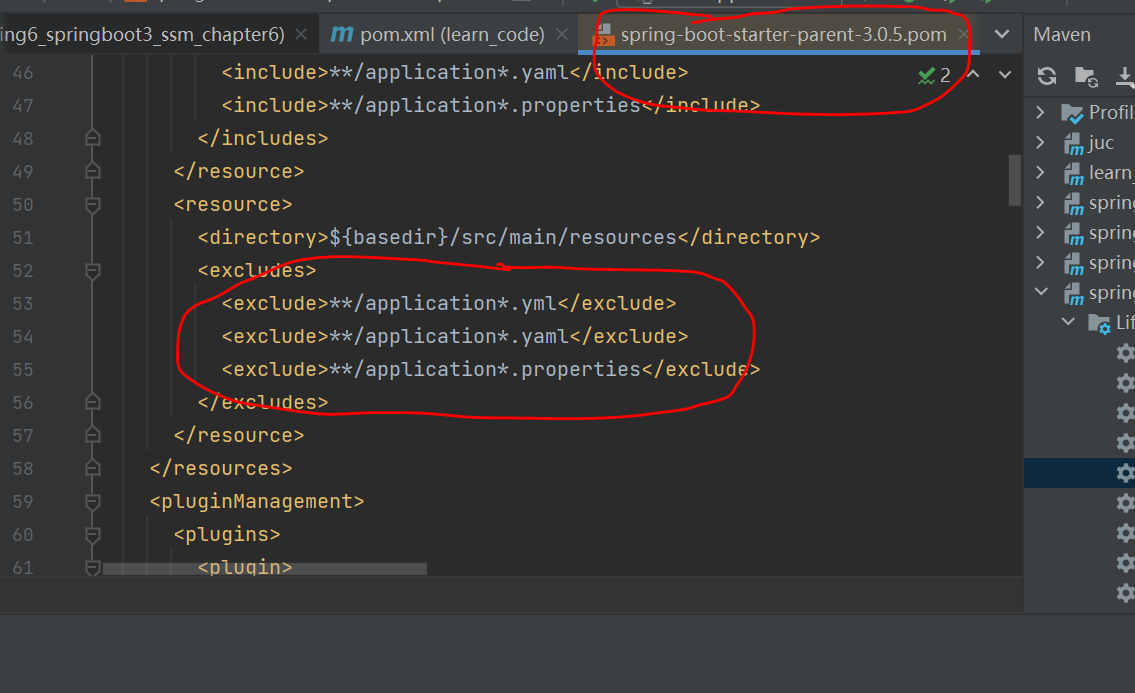 ing6_springboot3_ssm_chapter6)
pom.xml (learn_code)
spring-boot-starter-parent-3.0.5.pom
Maven
46 <include>**/application*.yaml</include>
2
47 <include>**/application*.properties</include>
48 </includes>
49 </resource>
50 <resource>
51 <directory>${basedir}/src/main/resources</directory>
52 <excludes>
53 <exclude>**/application*.yml</exclude>
54 <exclude>**/application*.yaml</exclude>
55 <exclude>**/application*.properties</exclude>
56 </excludes>
57 </resource>
58 </resources>
59 <pluginManagement>
60 <plugins>
61 <plugin>
Profil
juc
learn_
spring
spring
spring
spring
Lif